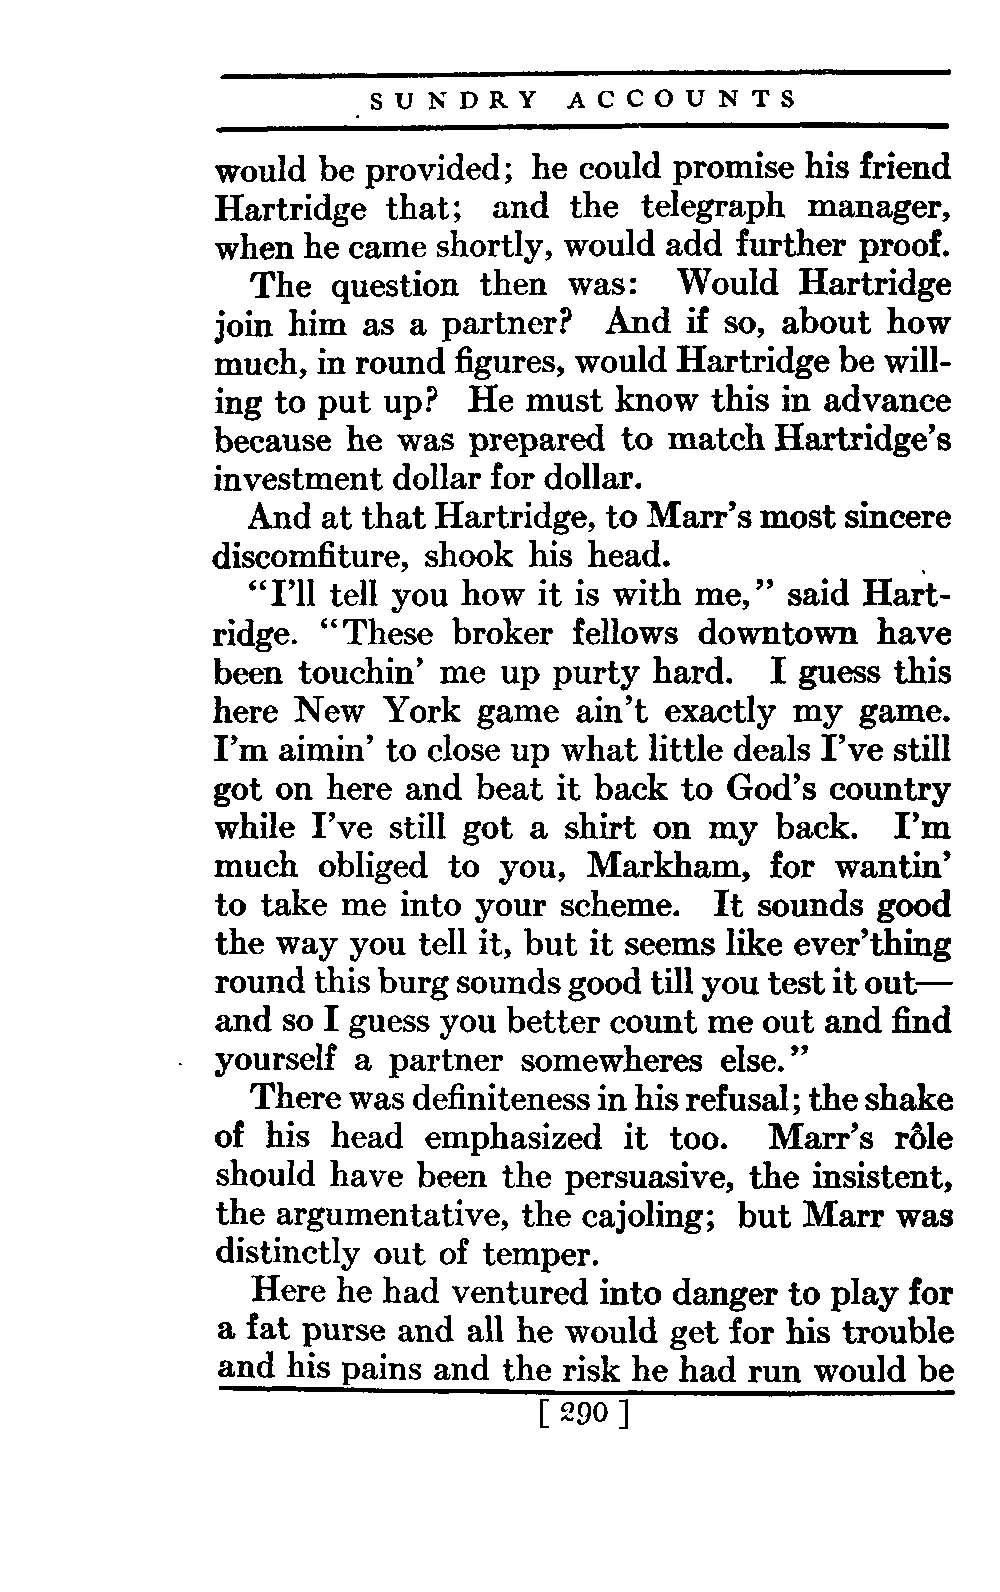 SUNDRY ACCOUNTS
would be provided; he could promise his friend
Hartridge that; and the telegraph manager,
when he came shortly, would add further proof.
The question then was: Would Hartridge
join him as a partner? And if so, about how
much, in round figures, would Hartridge be will-
ing to put up? He must know this in advance
because he was prepared to match Hartridge's
investment dollar for dollar.
And at that Hartridge, to Marr's most sincere
discomfiture, shook his head.
"I'll tell you how it is with me," said Hart-
ridge. "These broker fellows downtown have
been touchin' me up purty hard. I guess this
here New York game ain't exactly my game.
I'm aimin' to close up what little deals I've still
got on here and beat it back to God's country
while I've still got a shirt on my back. I'm
much obliged to you, Markham, for wantin'
to take me into your scheme. It sounds good
the way you tell it, but it seems like ever'thing
round this burg sounds good till you test it out—
and so I guess you better count me out and find
yourself a partner somewheres else."
There was definiteness in his refusal; the shake
of his head emphasized it too. Marr's rôle
should have been the persuasive, the insistent,
the argumentative, the cajoling; but Marr was
distinctly out of temper.
Here he had ventured into danger to play for
a fat purse and all he would get for his trouble
and his pains and the risk he had run would be
[ 290 ]